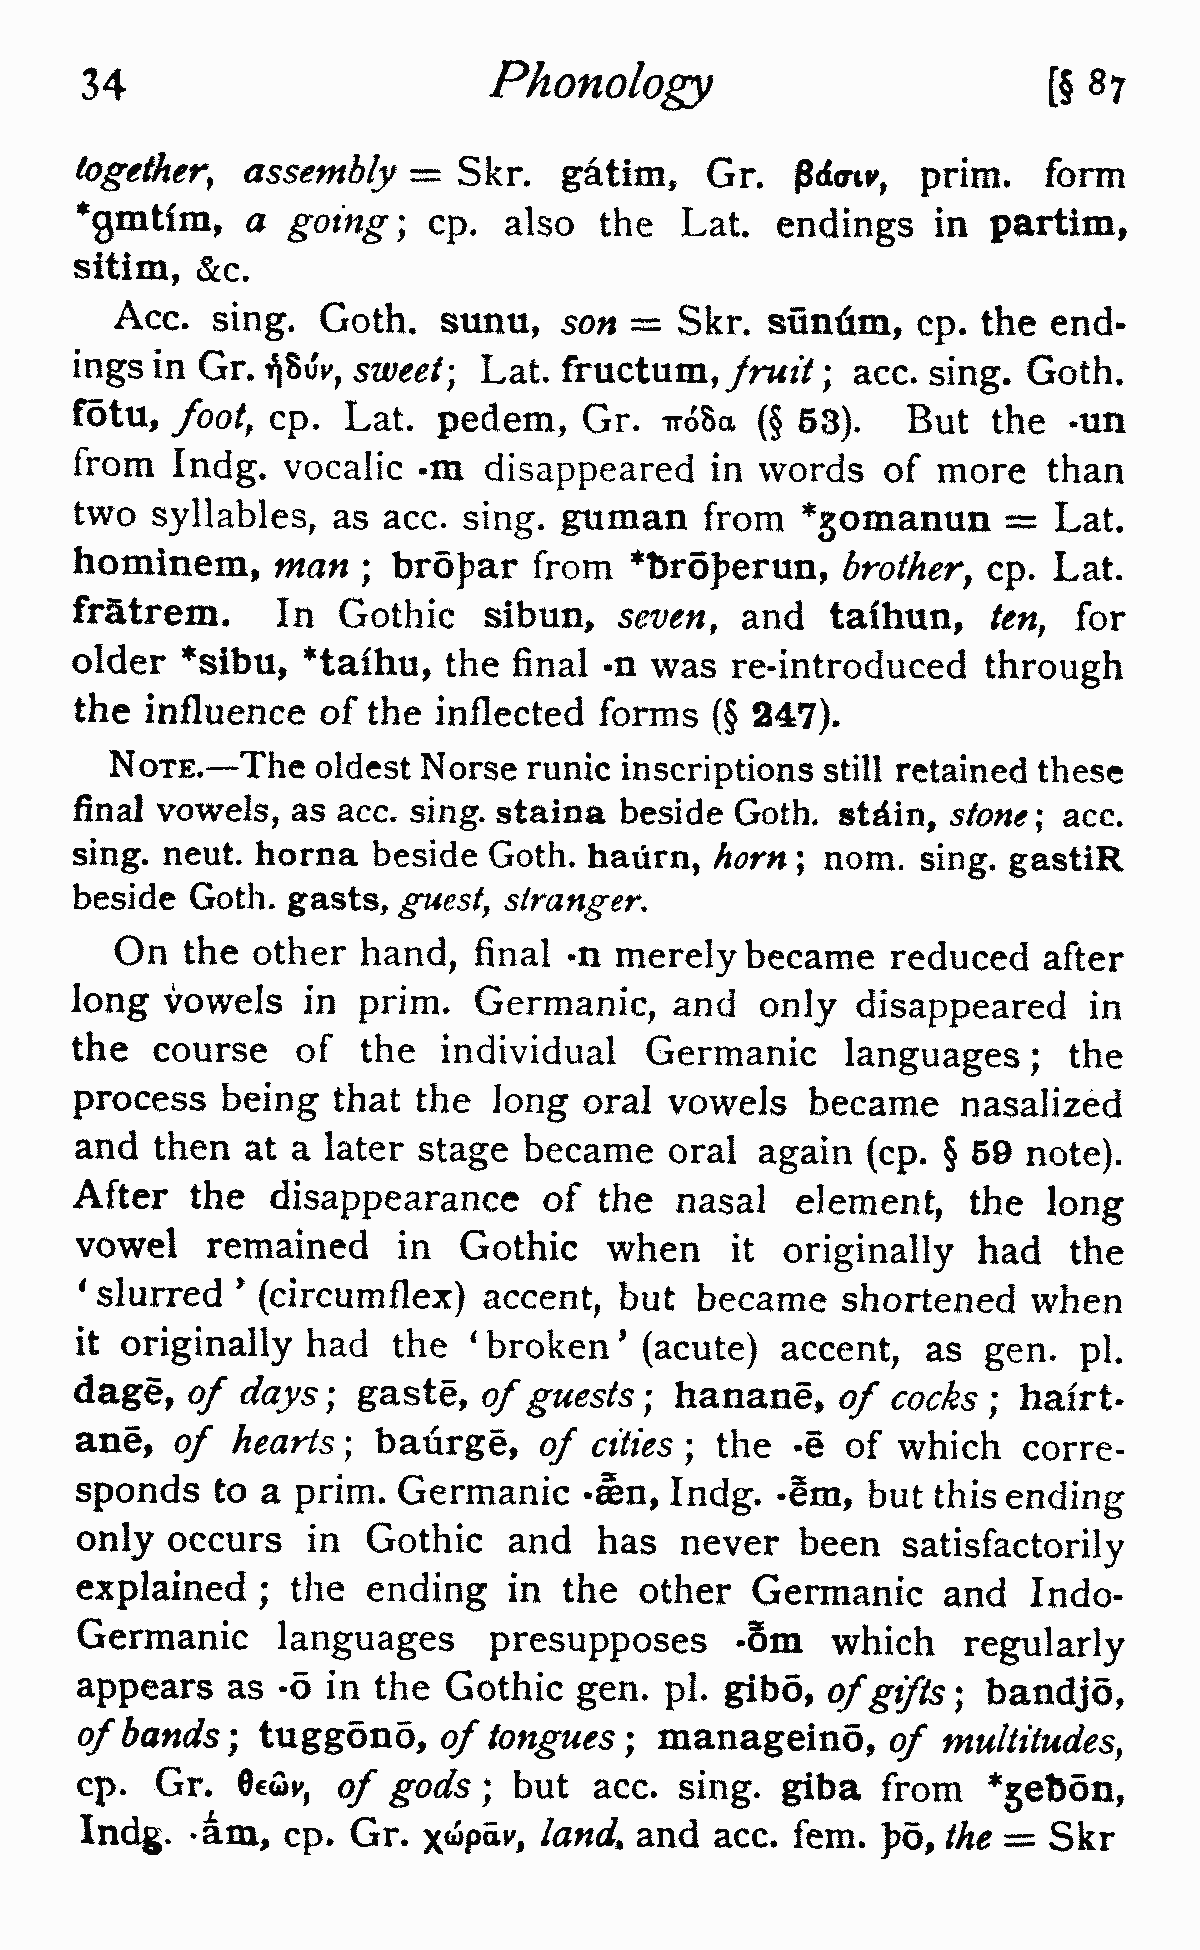 34 Phonology [§ 87
together, assembly = Skr. gátim, Gr. βάσιν, prim. form
*gmtím, a going; cp. also the Lat. endings in partim,
sitim, &c.
Acc. sing. Goth. sunu, son = Skr. sūnúm, cp. the end-
ings in Gr. ἡδύν, sweet; Lat. fructum, fruit; acc. sing. Goth.
fōtu, foot, cp. Lat. pedem, Gr. πόδα (§ 53). But the -un
from Indg. vocalic -m disappeared in words of more than
two syllables, as acc. sing. guman from *ʒomanun = Lat.
hominem, man; brōþar from *ƀrōþerun, brother, cp. Lat.
frātrem. In Gothic sibun, seven, and taíhun, ten, for
older *sibu, *taíhu, the final -n was re-introduced through
the influence of the inflected forms (§ 247).
NOTE.—The oldest Norse runic inscriptions still retained these
final vowels, as acc. sing. staina beside Goth. stáin, stone; acc.
sing. neut. horna beside Goth. haúrn, horn; nom. sing. gastiR
beside Goth. gasts, guest, stranger.
On the other hand, final -n merely became reduced after
long vowels in prim. Germanic, and only disappeared in
the course of the individual Germanic languages; the
process being that the long oral vowels became nasalized
and then at a later stage became oral again (cp. § 59 note).
After the disappearance of the nasal element, the long
vowel remained in Gothic when it originally had the
‘slurred’ (circumflex) accent, but became shortened when
it originally had the ‘broken’ (acute) accent, as gen. pl.
dagē, of days; gastē, of guests; hananē, of cocks; haírt-
anē, of hearts; baúrgē, of cities; the -ē of which corre-
sponds to a prim. Germanic -ǣ̃n, Indg. -ē̃m, but this ending
only occurs in Gothic and has never been satisfactorily
explained; the ending in the other Germanic and Indo-
Germanic languages presupposes -ō̃m which regularly
appears as -ō in the Gothic gen. pl. gibō, of gifts; bandjō,
of bands; tuggōnō, of tongues; manageinō, of multitudes,
cp. Gr. θεῶν, of gods; but acc. sing. giba from *ʒeƀōn,
Indg. -ā́m, cp. Gr. χώρᾱν, land, and acc. fem. þō, the = Skr